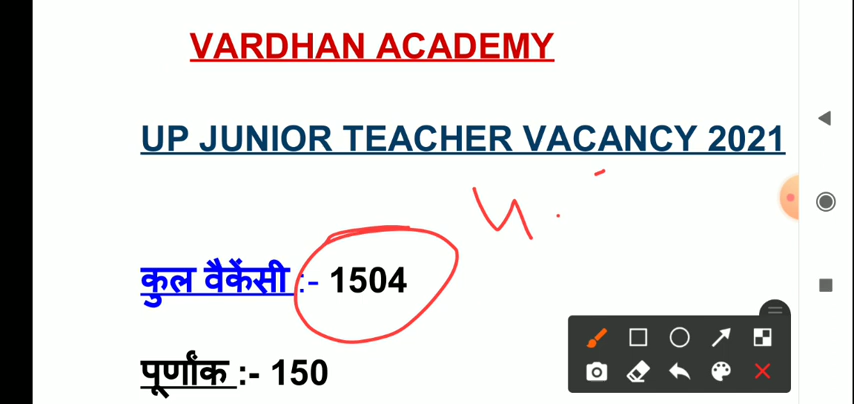 VARDHAN ACADEMY
UP JUNIOR TEACHER VACANCY 2021
कुल वैकेंसी :- 1504
पूर्णांक :- 150